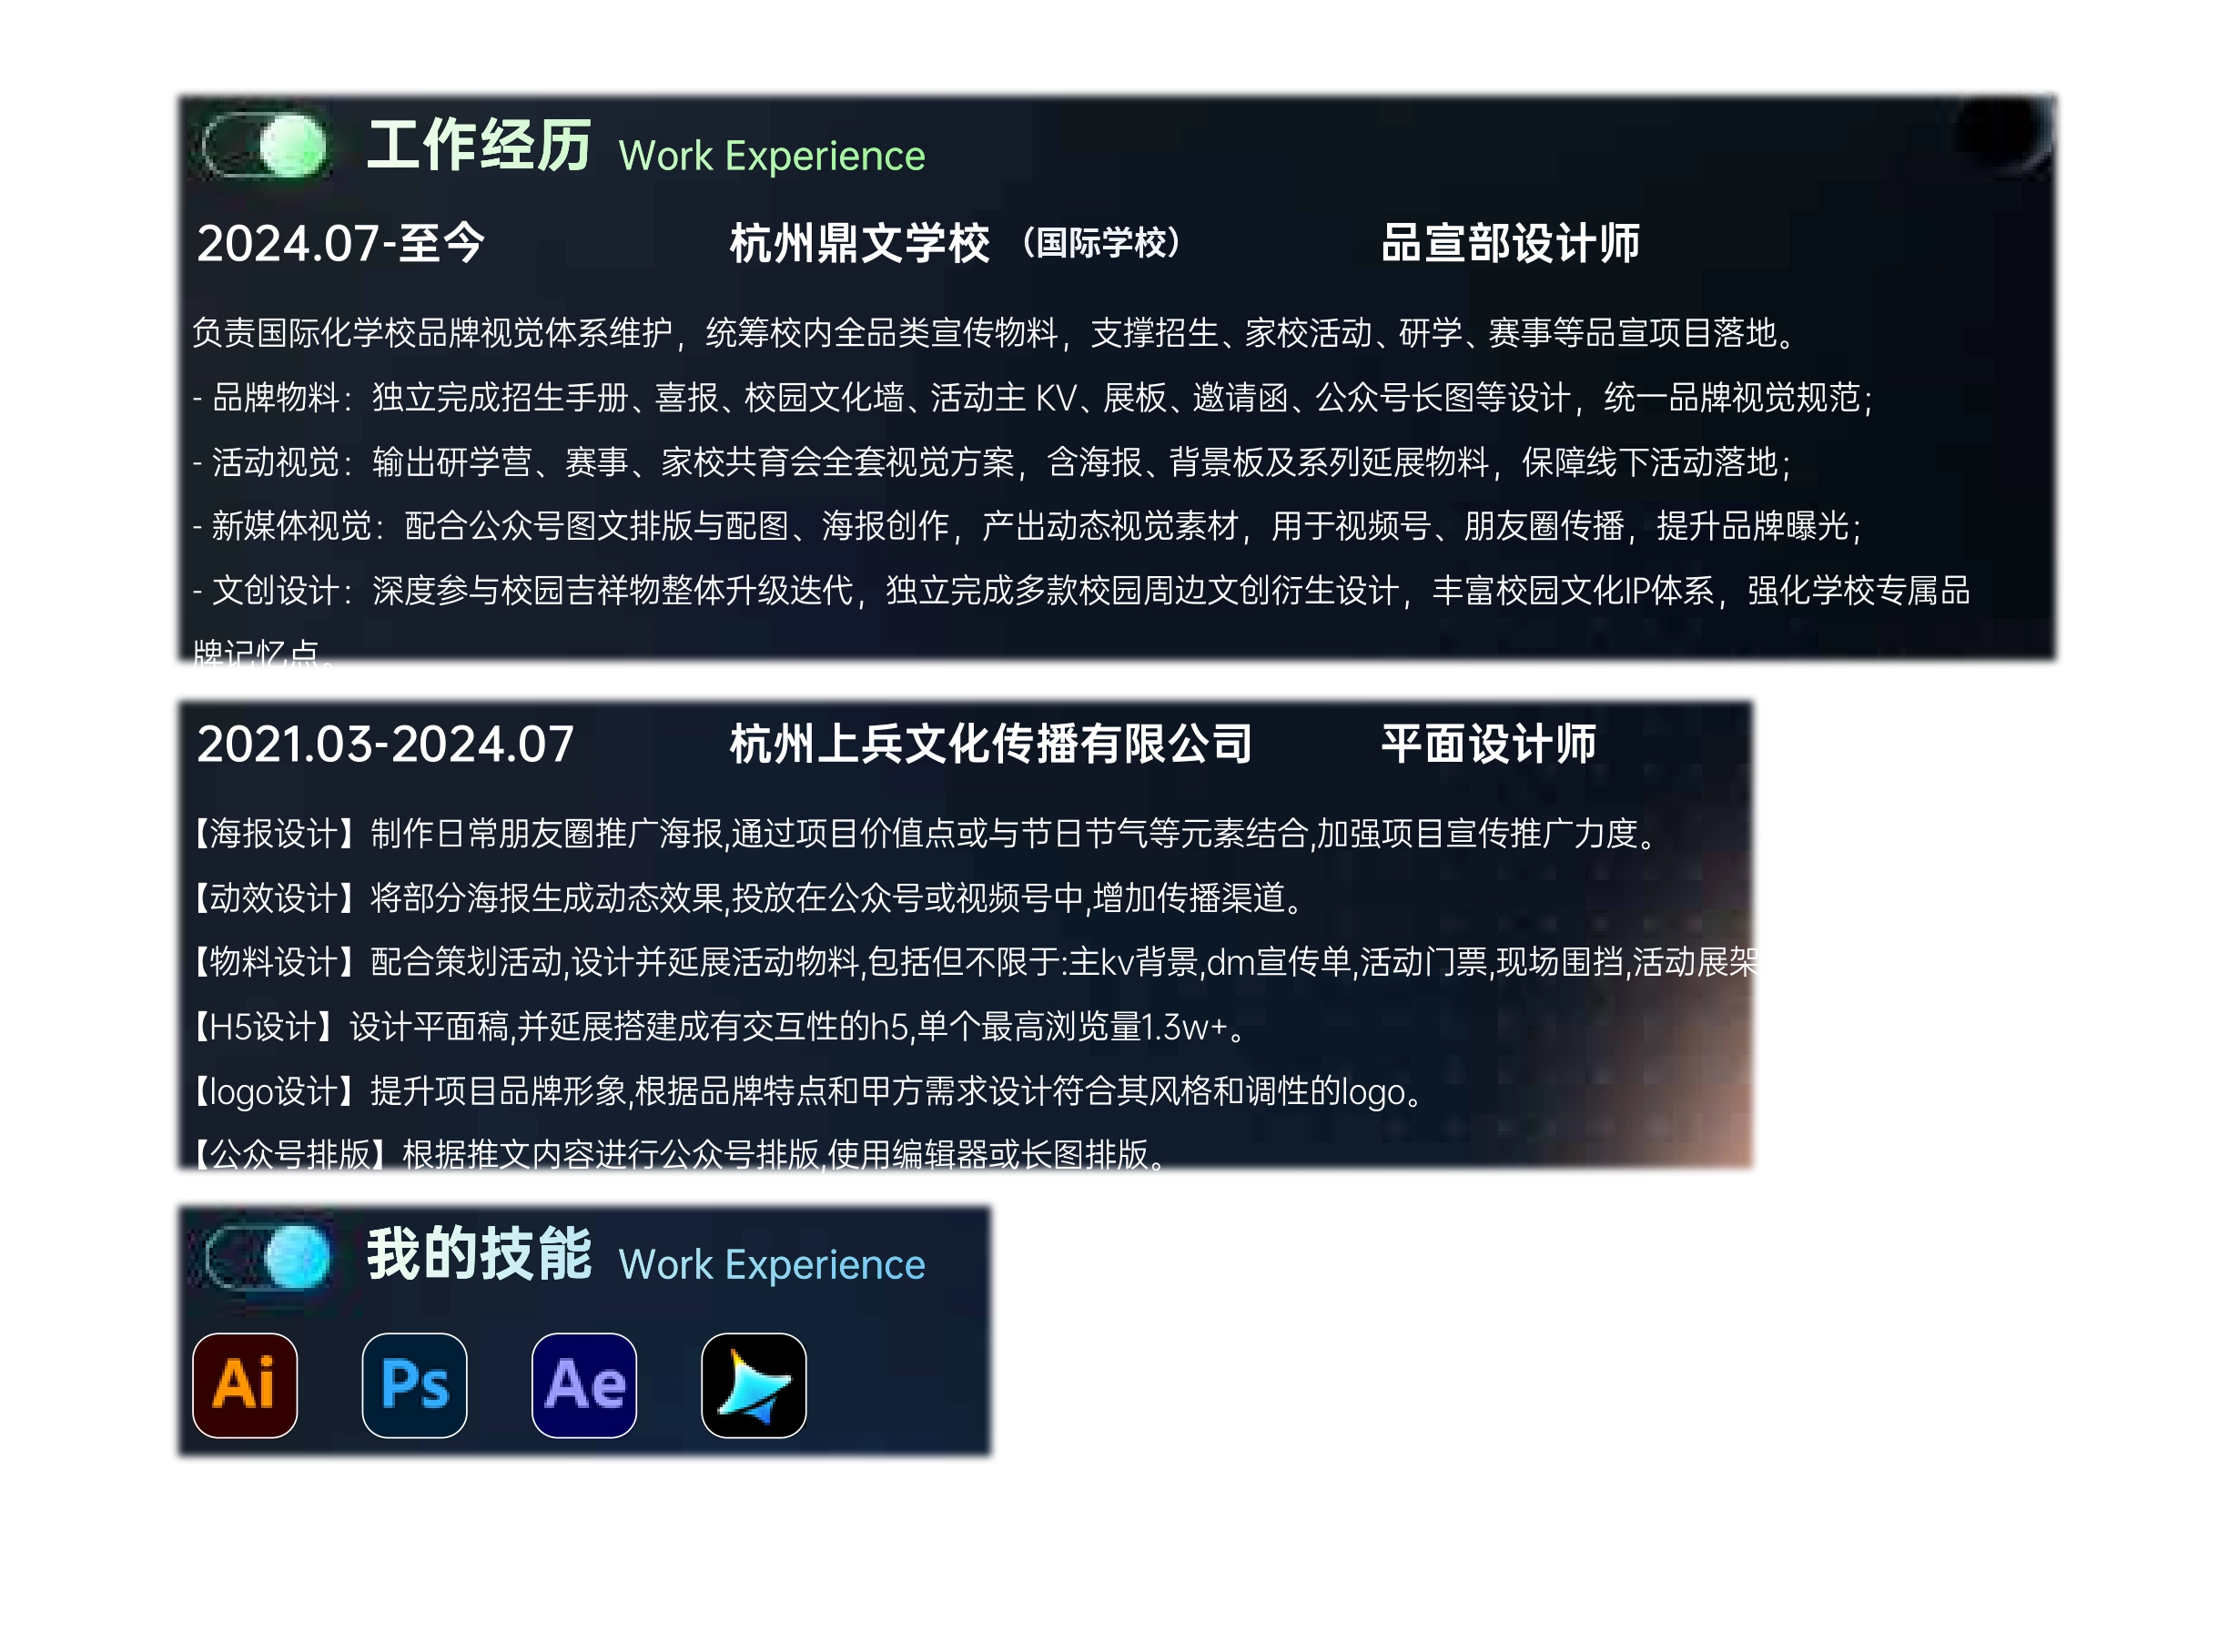 工作经历 Work Experience
2024.07-至今 杭州鼎文学校 （国际学校） 品宣部设计师
负责国际化学校品牌视觉体系维护，统筹校内全品类宣传物料，支撑招生、家校活动、研学、赛事等品宣项目落地。
- 品牌物料：独立完成招生手册、喜报、校园文化墙、活动主 KV、展板、邀请函、公众号长图等设计，统一品牌视觉规范；
- 活动视觉：输出研学营、赛事、家校共育会全套视觉方案，含海报、背景板及系列延展物料，保障线下活动落地；
- 新媒体视觉：配合公众号图文排版与配图、海报创作，产出动态视觉素材，用于视频号、朋友圈传播，提升品牌曝光；
- 文创设计：深度参与校园吉祥物整体升级迭代，独立完成多款校园周边文创衍生设计，丰富校园文化IP体系，强化学校专属品
牌记忆点。
2021.03-2024.07 杭州上兵文化传播有限公司 平面设计师
【海报设计】制作日常朋友圈推广海报,通过项目价值点或与节日节气等元素结合,加强项目宣传推广力度。
【动效设计】将部分海报生成动态效果,投放在公众号或视频号中,增加传播渠道。
【物料设计】配合策划活动,设计并延展活动物料,包括但不限于:主kv背景,dm宣传单,活动门票,现场围挡,活动展架
【H5设计】设计平面稿,并延展搭建成有交互性的h5,单个最高浏览量1.3w+。
【logo设计】提升项目品牌形象,根据品牌特点和甲方需求设计符合其风格和调性的logo。
【公众号排版】根据推文内容进行公众号排版,使用编辑器或长图排版。
我的技能 Work Experience
Ai Ps Ae